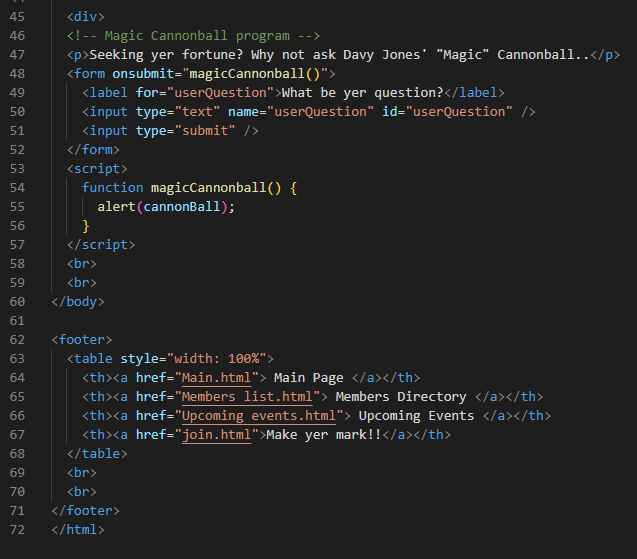 45 <div>
46 <!-- Magic Cannonball program -->
47 <p>Seeking yer fortune? Why not ask Davy Jones' "Magic" Cannonball..</p>
48 <form onsubmit="magicCannonball()">
49 <label for="userQuestion">What be yer question?</label>
50 <input type="text" name="userQuestion" id="userQuestion" />
51 <input type="submit" />
52 </form>
53 <script>
54 function magicCannonball() {
55 alert(cannonBall);
56 }
57 </script>
58 <br>
59 <br>
60 </body>
61
62 <footer>
63 <table style="width: 100%">
64 <th><a href="Main.html"> Main Page </a></th>
65 <th><a href="Members list.html"> Members Directory </a></th>
66 <th><a href="Upcoming events.html"> Upcoming Events </a></th>
67 <th><a href="join.html">Make yer mark!!</a></th>
68 </table>
69 <br>
70 <br>
71 </footer>
72 </html>